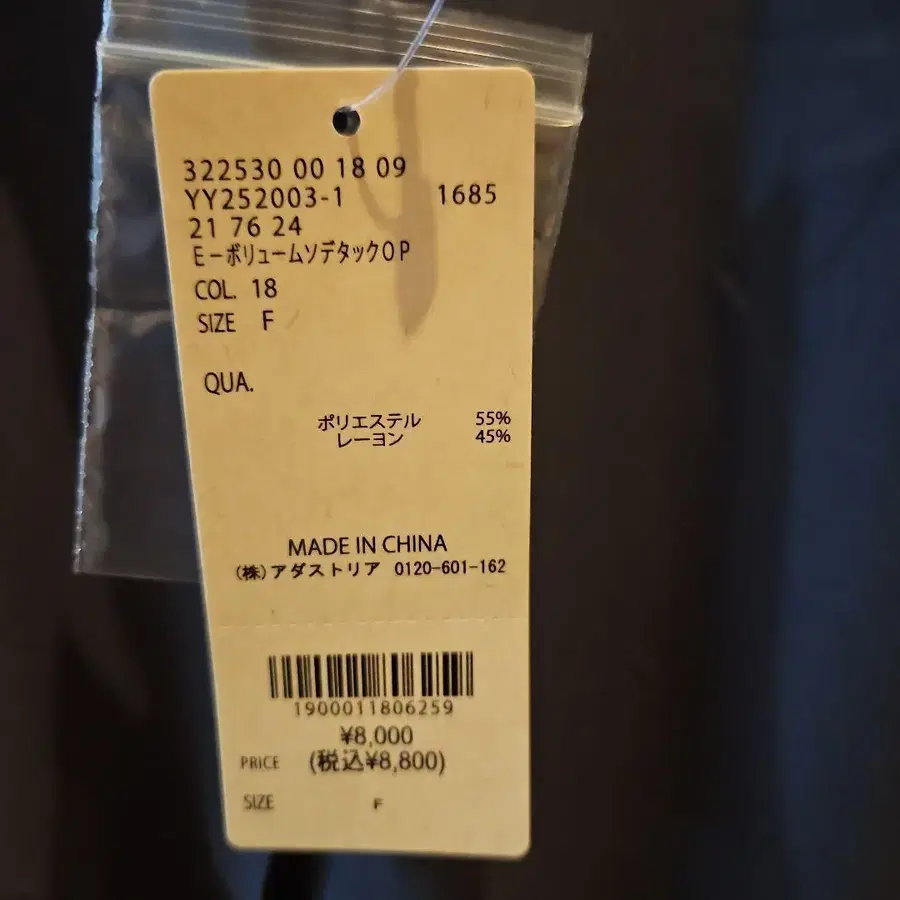 322530 00 18 09
YY252003-1 1685
21 76 24
E－ボリュームソデタックOP
COL. 18
SIZE F
QUA.
ポリエステル 55%
レーヨン 45%
MADE IN CHINA
(株)アダストリア 0120-601-162
1900011806259
¥8,000
PRICE (税込¥8,800)
SIZE F